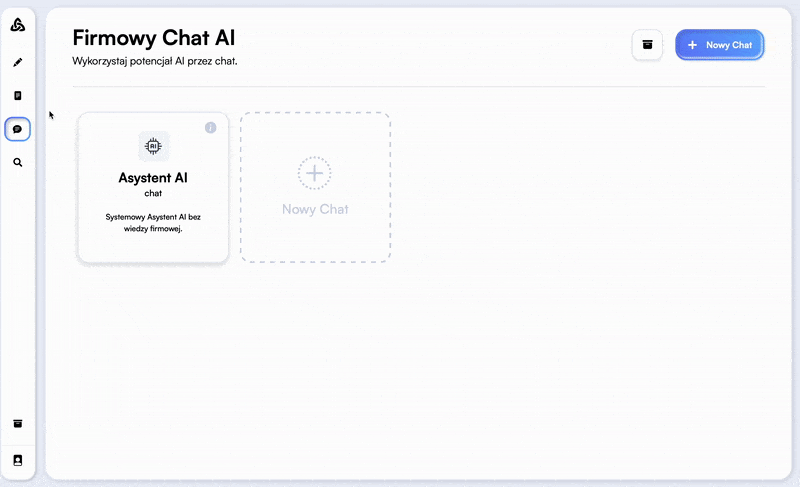 Firmowy Chat AI
Wykorzystaj potencjał AI przez chat.
Nowy Chat
i
AI
Asystent AI
chat
Systemowy Asystent AI bez
wiedzy firmowej.
Nowy Chat